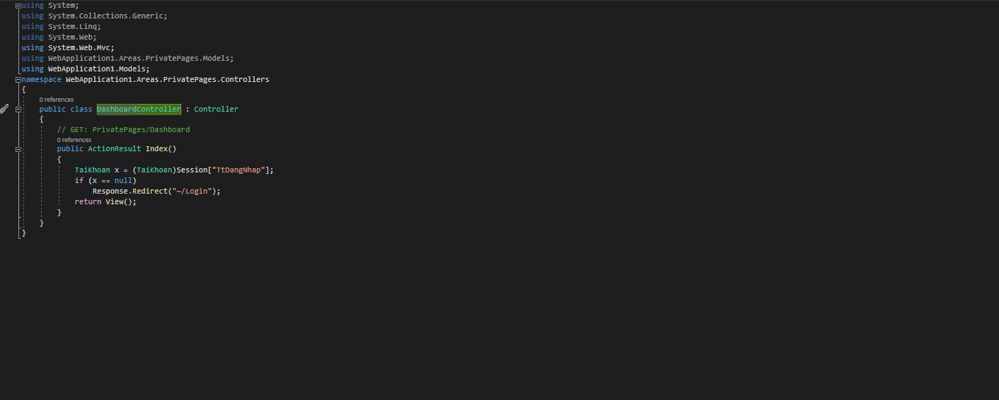 using System;
using System.Collections.Generic;
using System.Linq;
using System.Web;
using System.Web.Mvc;
using WebApplication1.Areas.PrivatePages.Models;
using WebApplication1.Models;
namespace WebApplication1.Areas.PrivatePages.Controllers
{
0 references
public class DashboardController : Controller
{
// GET: PrivatePages/Dashboard
0 references
public ActionResult Index()
{
TaiKhoan x = (TaiKhoan)Session["TtDangNhap"];
if (x == null)
Response.Redirect("~/Login");
return View();
}
}
}